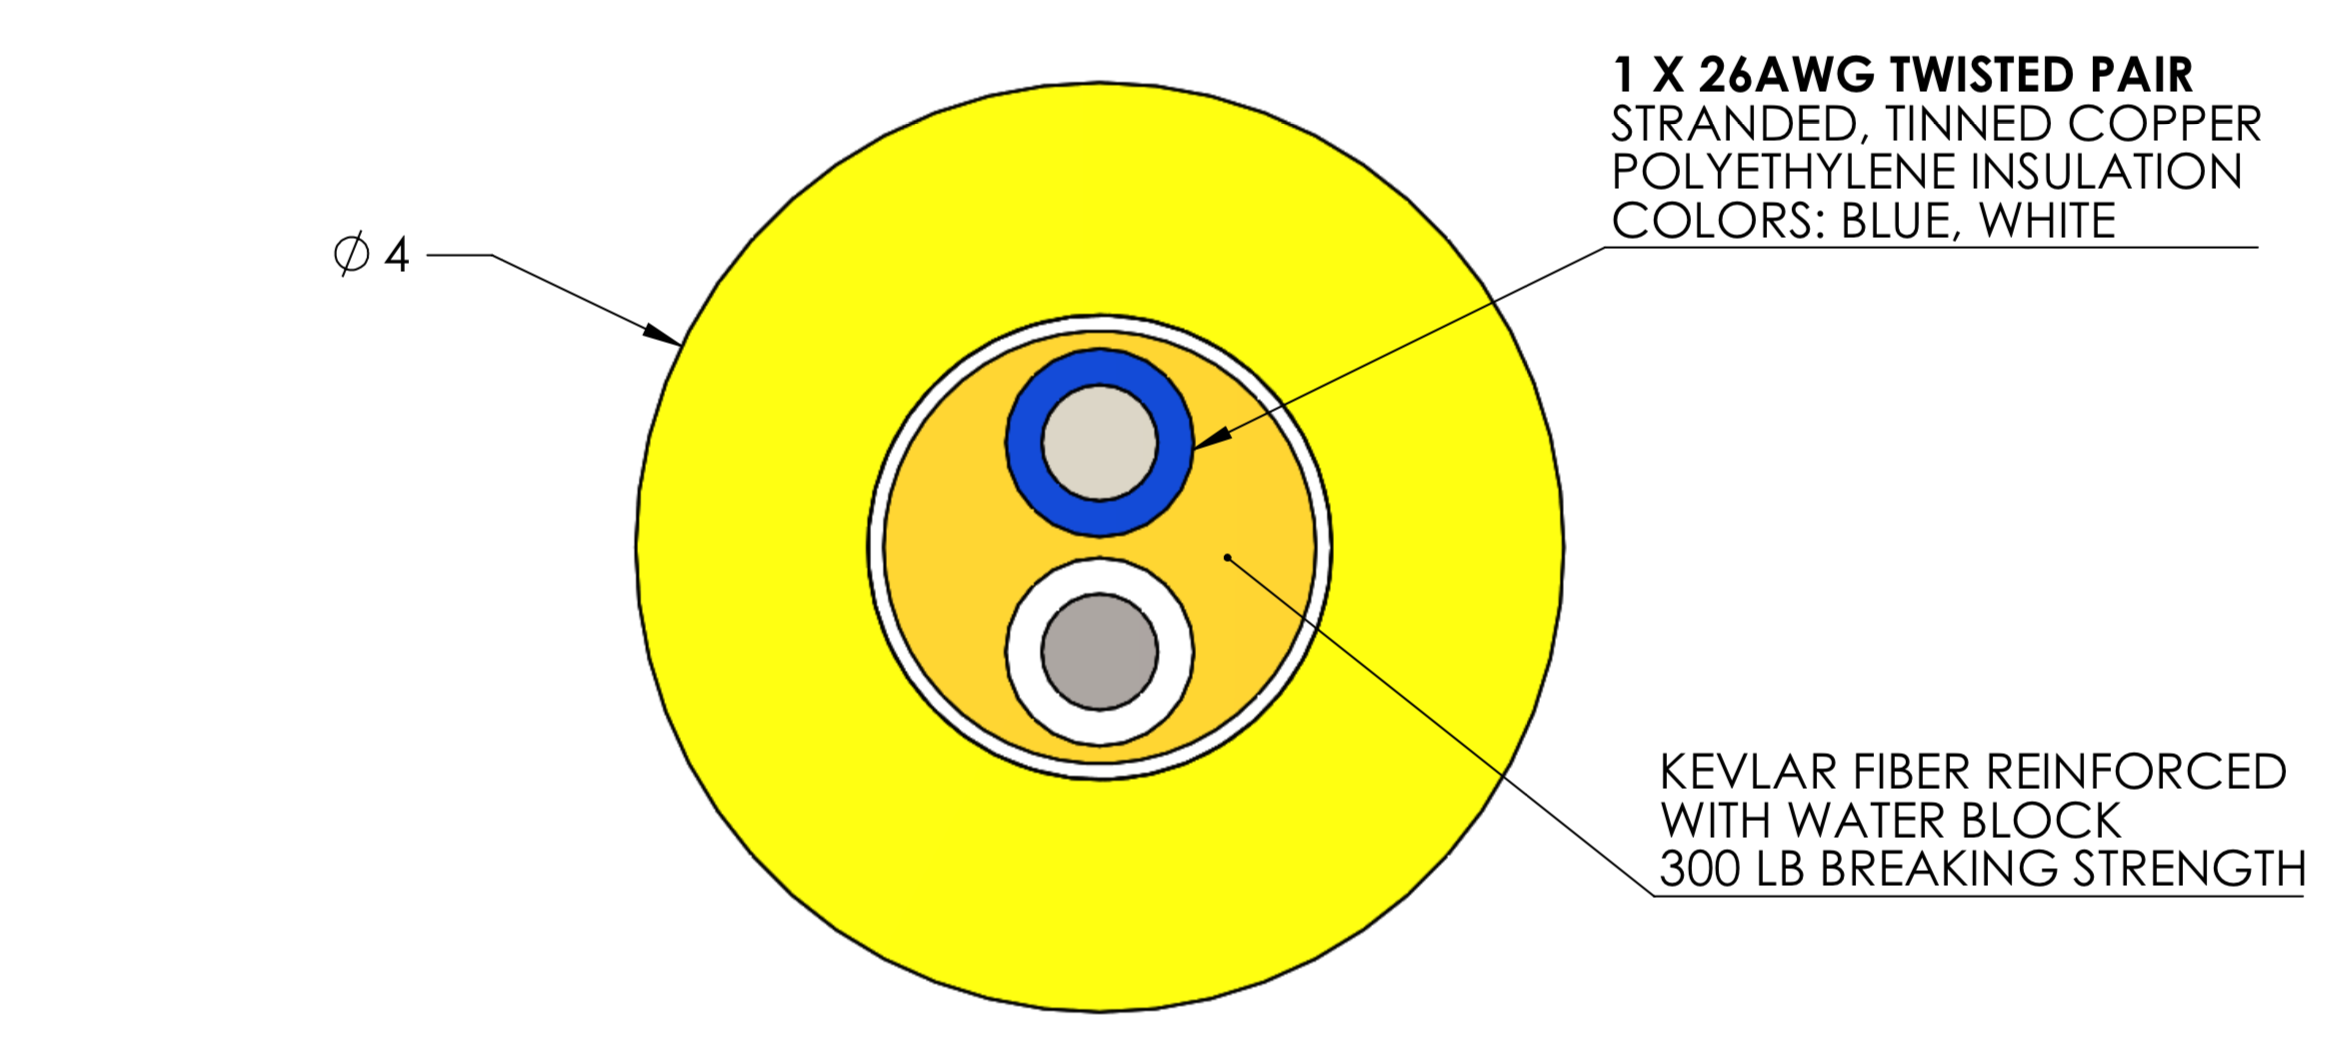 1 X 26AWG TWISTED PAIR
STRANDED, TINNED COPPER
POLYETHYLENE INSULATION
COLORS: BLUE, WHITE
∅ 4
KEVLAR FIBER REINFORCED
WITH WATER BLOCK
300 LB BREAKING STRENGTH